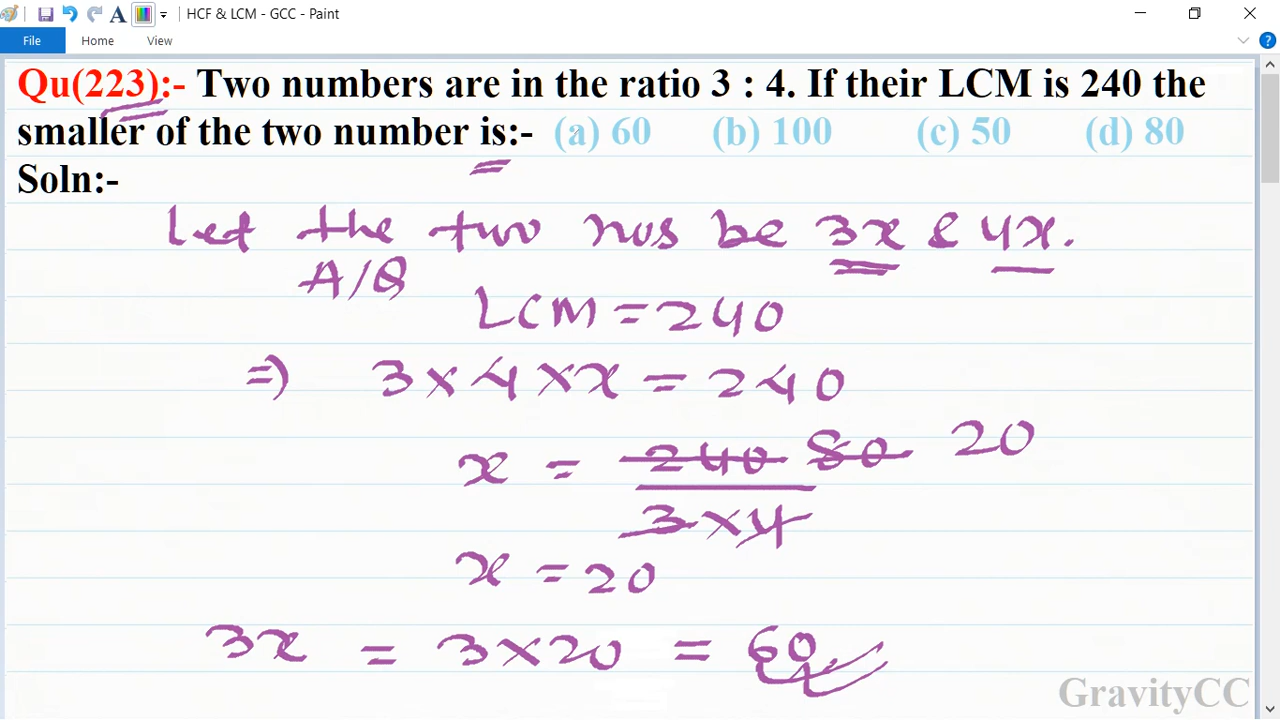 HCF & LCM - GCC - Paint
File Home View
Qu(223):- Two numbers are in the ratio 3 : 4. If their LCM is 240 the
smaller of the two number is:- (a) 60 (b) 100 (c) 50 (d) 80
Soln:-
Let the two nos be 3x & 4x.
A/Q
LCM = 240
=> 3 × 4 × x = 240
x = 240 80 20
3 × 4
x = 20
3x = 3 × 20 = 60
GravityCC